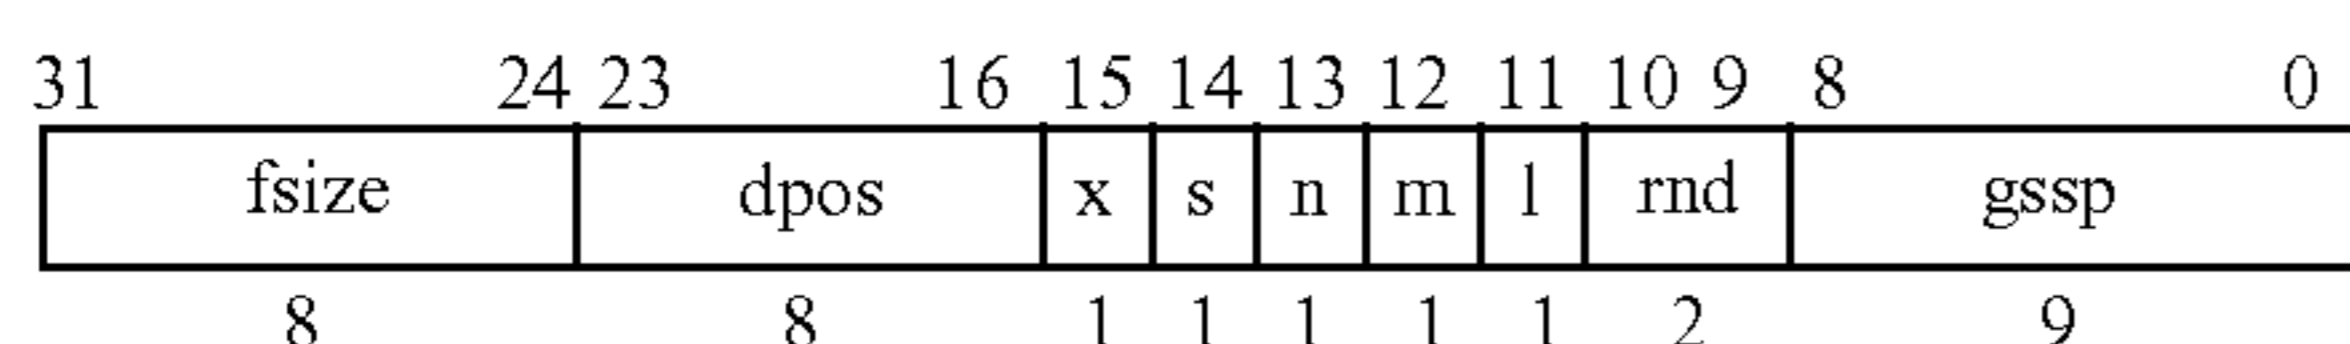 31 24 23 16 15 14 13 12 11 10 9 8 0
fsize dpos x s n m l rnd gssp
8 8 1 1 1 1 1 2 9